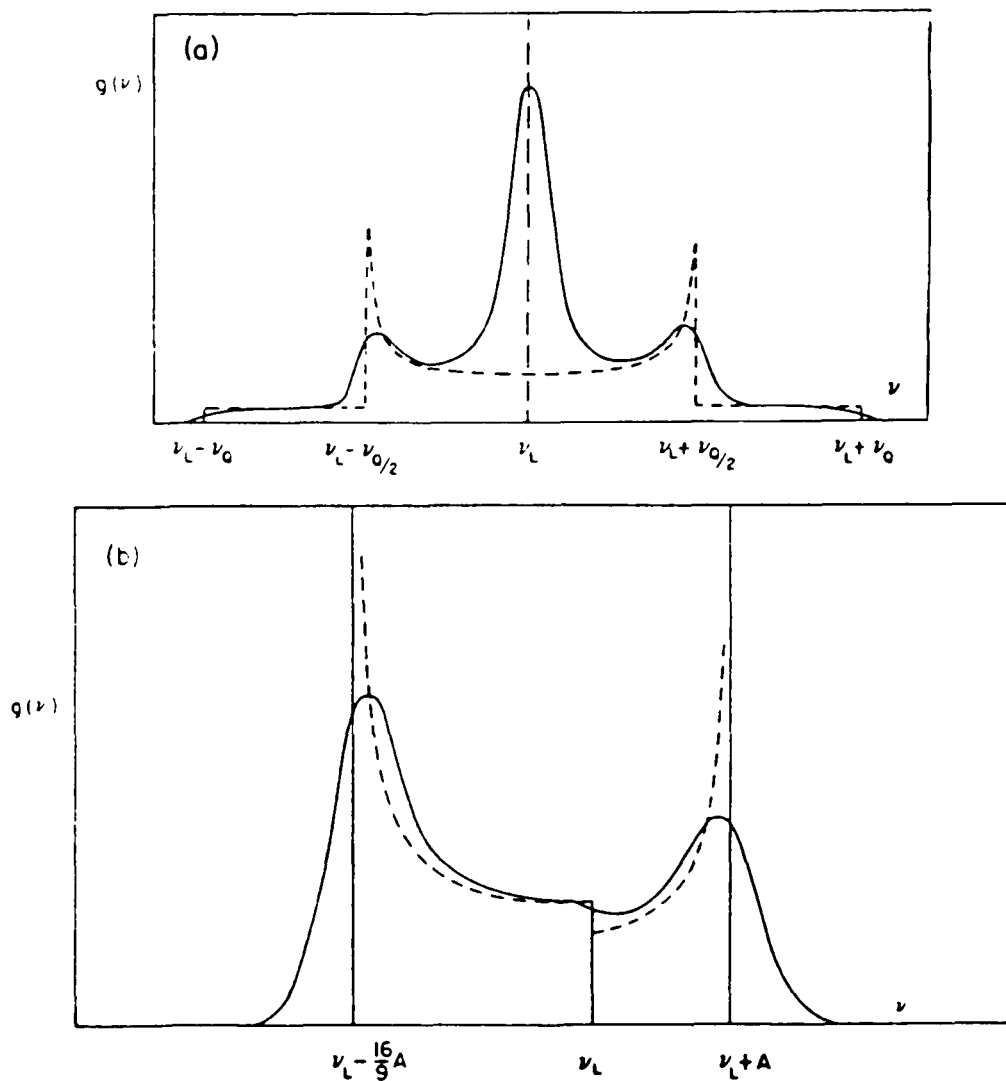 (a)
g(ν)
ν
ν_L − ν_Q ν_L − ν_Q/2 ν_L ν_L + ν_Q/2 ν_L + ν_Q
(b)
g(ν)
ν
ν_L − 16/9 A ν_L ν_L + A